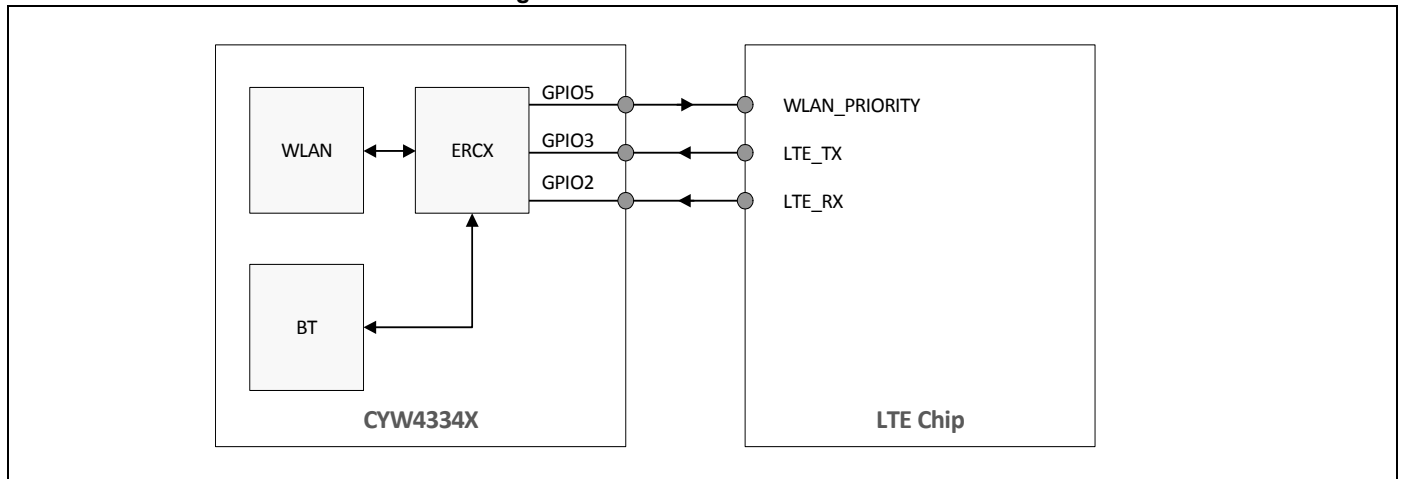 g
GPIO5
WLAN_PRIORITY
WLAN
ERCX
GPIO3
LTE_TX
GPIO2
LTE_RX
BT
CYW4334X
LTE Chip